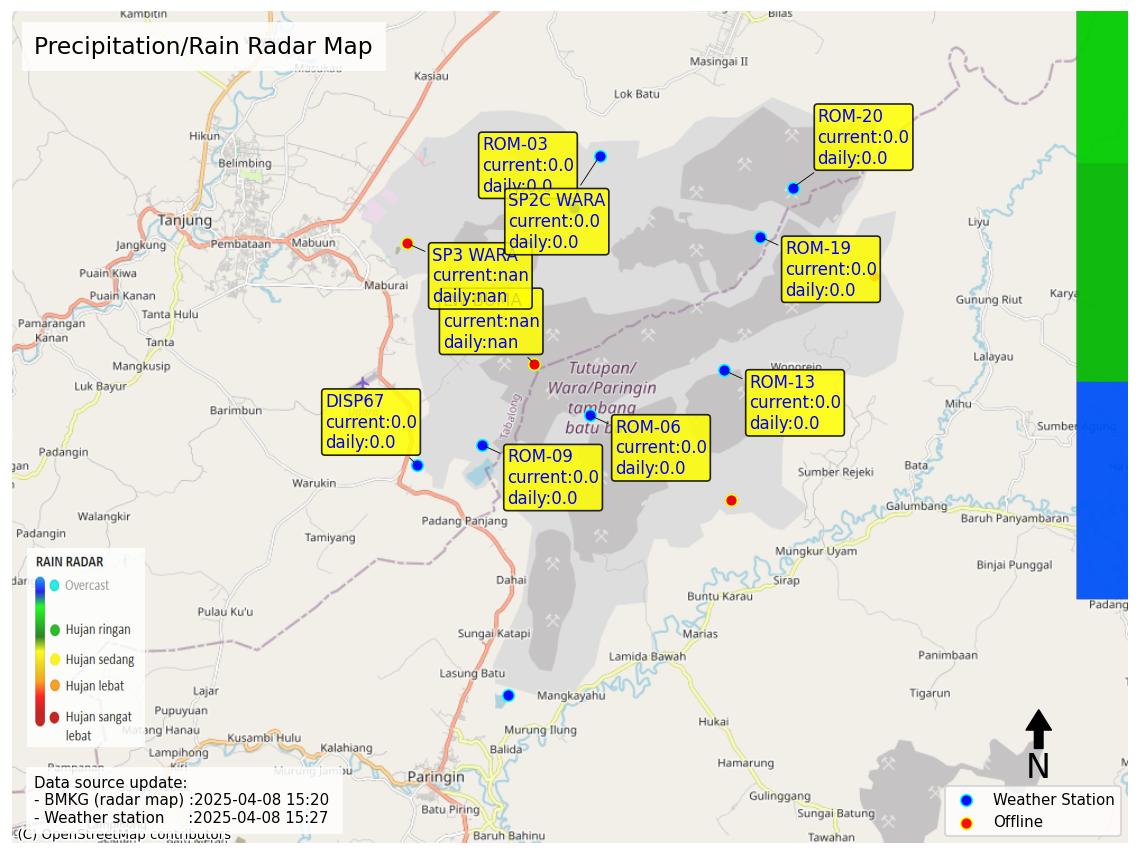 Kambitin
Bilas
Precipitation/Rain Radar Map
Masukau
Kasiau
Masingai II
Lok Batu
Hikun
Belimbing
ROM-20
current:0.0
daily:0.0
ROM-03
current:0.0
daily:0.0
SP2C WARA
current:0.0
daily:0.0
Tanjung
Jangkung
Pembataan
Mabuun
Liyu
SP3 WARA
current:nan
daily:nan
current:nan
daily:nan
ROM-19
current:0.0
daily:0.0
Puain Kiwa
Puain Kanan
Maburai
Tanta Hulu
Gunung Riut
Karya
Pamarangan
Kanan
Tanta
Mangkusip
Luk Bayur
Lalayau
Wonorejo
Tutupan/
Wara/Paringin
tambang
batu b
Tabalong
ROM-13
current:0.0
daily:0.0
DISP67
current:0.0
daily:0.0
Barimbun
Mihu
ROM-06
current:0.0
daily:0.0
Sumber Agung
ROM-09
current:0.0
daily:0.0
Padangin
gan
Bata
Sumber Rejeki
Warukin
Galumbang
Walangkir
Padang Panjang
Baruh Panyambaran
Padangin
Tamiyang
Mungkur Uyam
Binjai Punggal
RAIN RADAR
Overcast
Hujan ringan
Hujan sedang
Hujan lebat
Hujan sangat
lebat
Dahai
Sirap
Buntu Karau
Padang
Pulau Ku'u
Sungai Katapi
Marias
Lamida Bawah
Panimbaan
Lasung Batu
Lajar
Mangkayahu
Tigarun
Pupuyuan
Matang Hanau
Hukai
Murung Ilung
Kusambi Hulu
Kalahiang
Lampihong
Kiri
Balida
Pampanan
Murung Jambu
Paringin
Hamarung
N
Data source update:
- BMKG (radar map) :2025-04-08 15:20
- Weather station :2025-04-08 15:27
(C) OpenStreetMap contributors
Batu Piring
Gulinggang
Sungai Batung
Baruh Bahinu
Tawahan
Weather Station
Offline